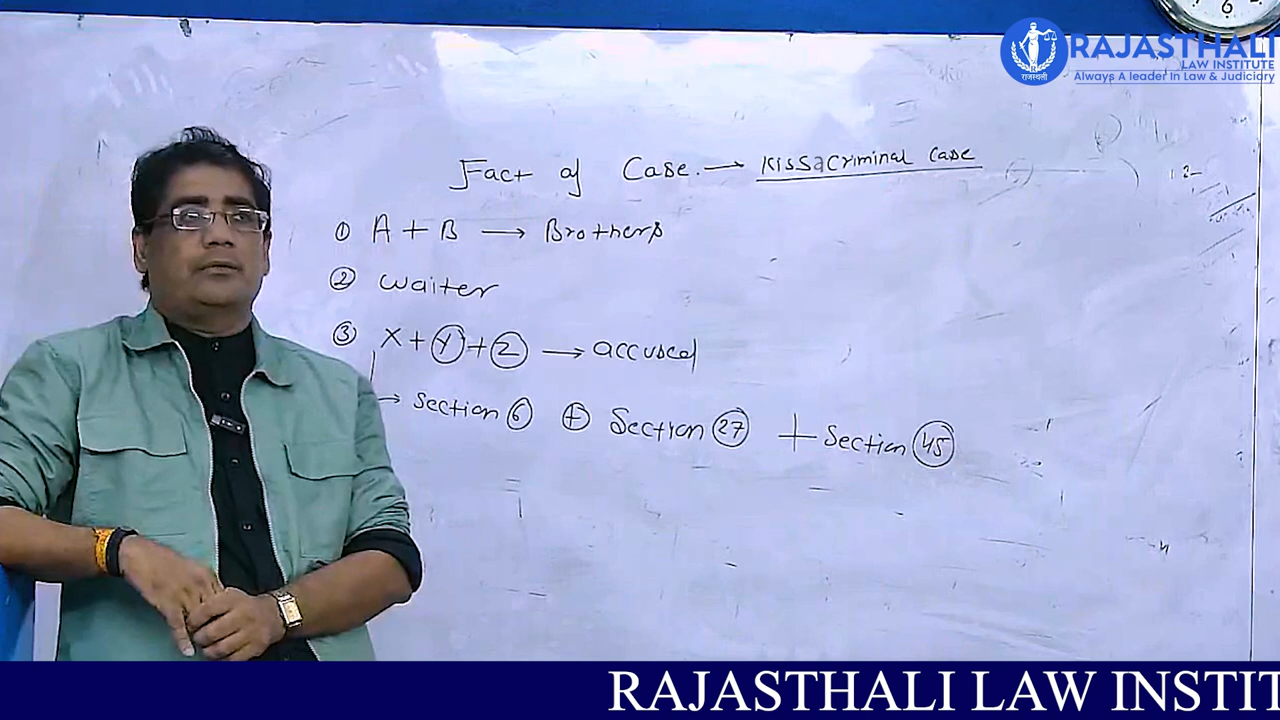 6
RAJASTHALI
LAW INSTITUTE
Always A leader In Law & Judiciary
राजस्थली
Fact of Case. → Kissa Criminal Case
① A + B → Brothers
② Waiter
③ X + Ⓨ + Ⓩ → accused
→ Section ⑥ ⊕ Section ㉗ + Section ㊺
RAJASTHALI LAW INSTIT